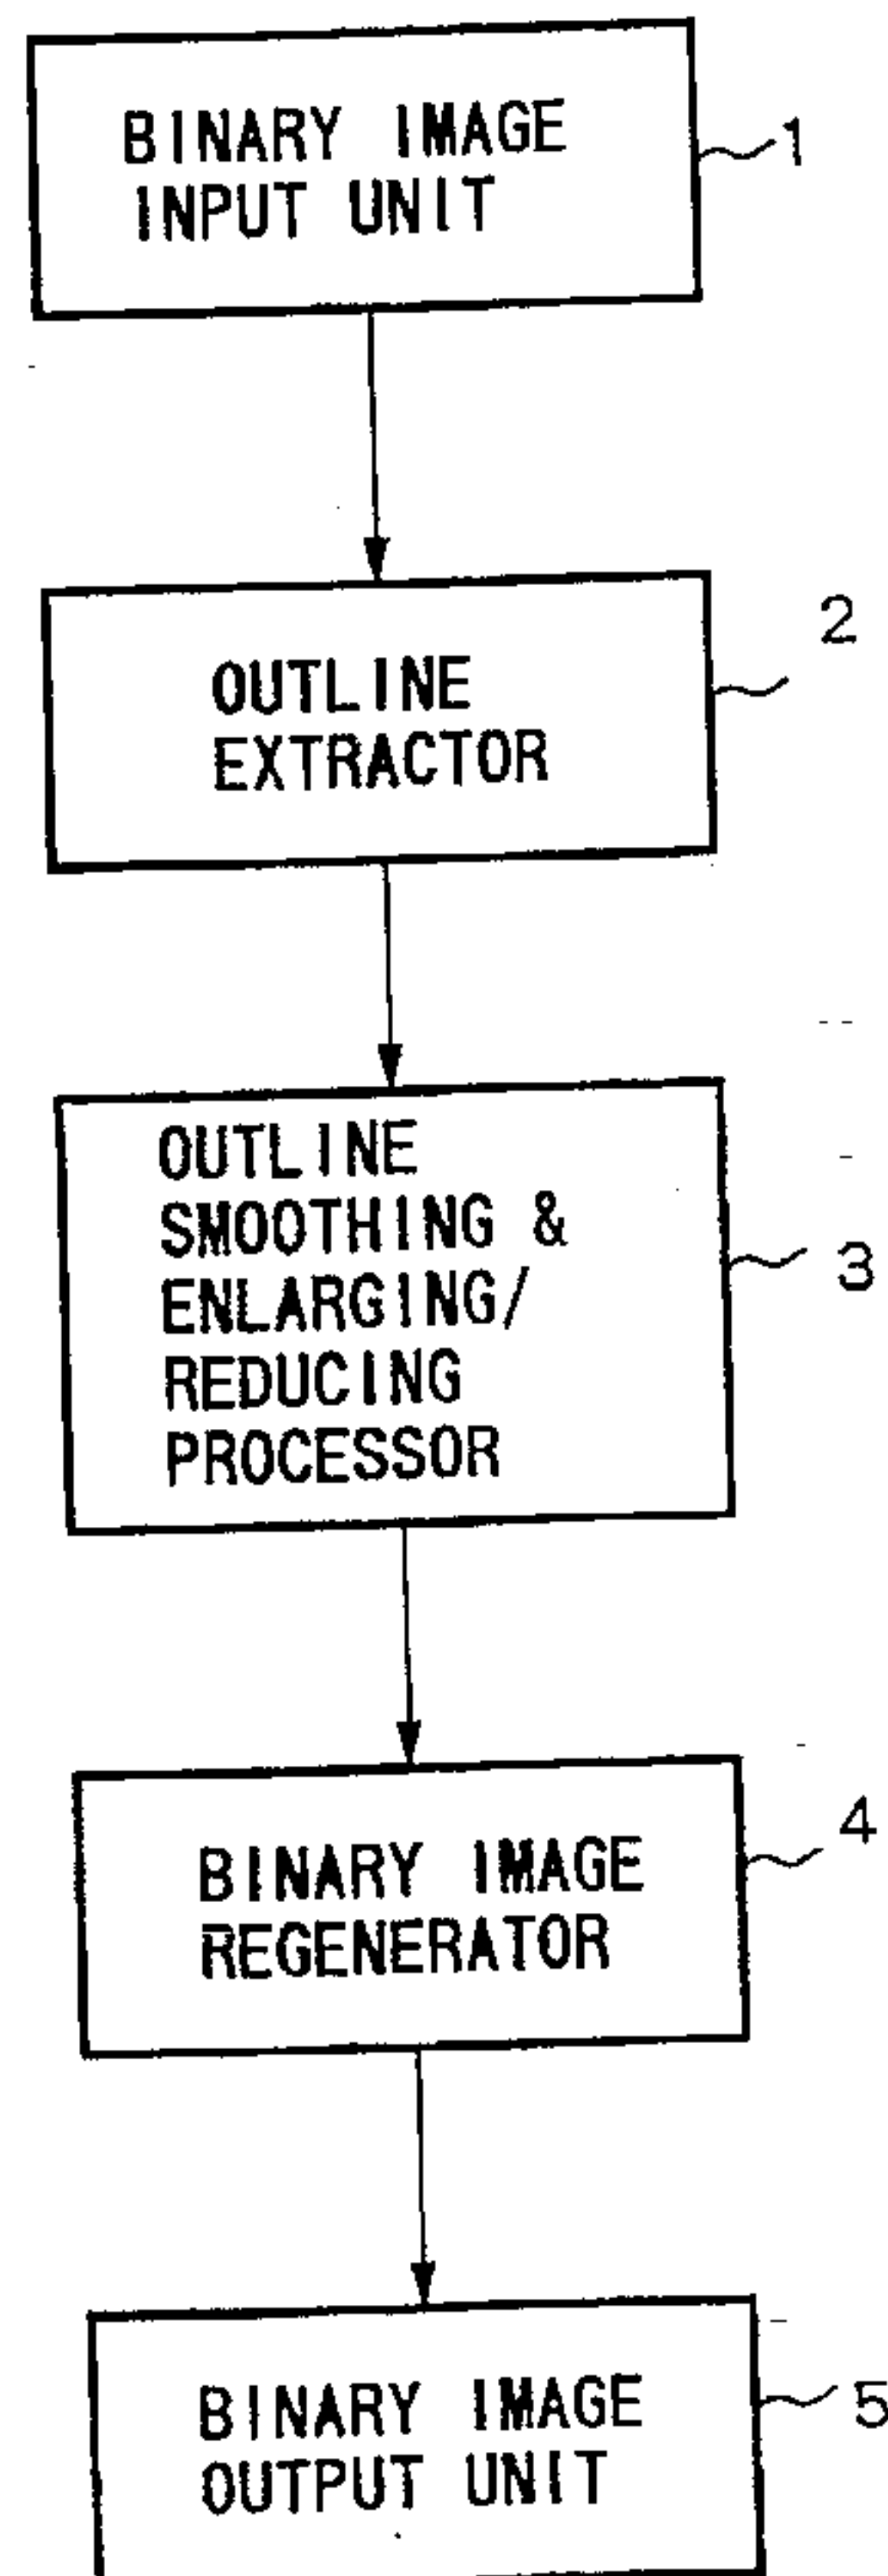 BINARY IMAGE
INPUT UNIT
1
OUTLINE
EXTRACTOR
2
OUTLINE
SMOOTHING &
ENLARGING/
REDUCING
PROCESSOR
3
BINARY IMAGE
REGENERATOR
4
BINARY IMAGE
OUTPUT UNIT
5